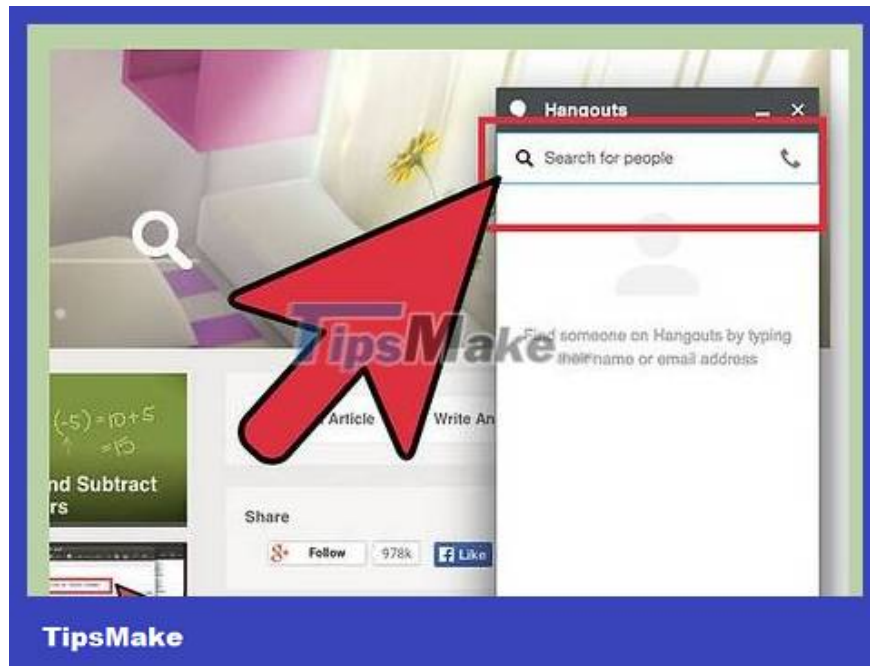 Hangouts
Search for people
Find someone on Hangouts by typing
their name or email address
TipsMake
(-5)=10+5
=15
nd Subtract
rs
Article
Write An
Share
Follow
978k
Like
TipsMake